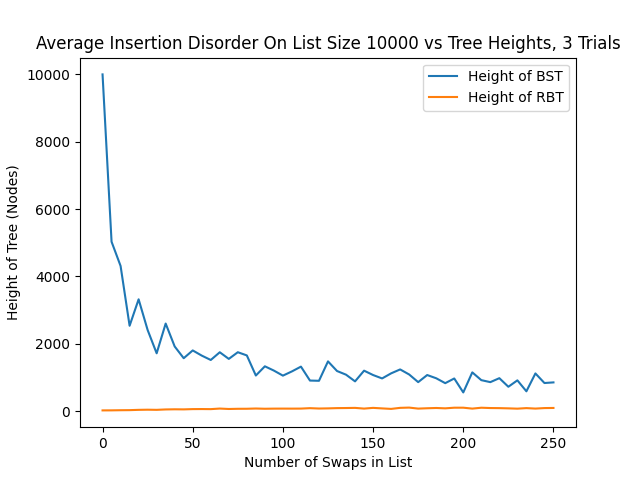 Average Insertion Disorder On List Size 10000 vs Tree Heights, 3 Trials
Height of BST
Height of RBT
10000
8000
6000
4000
2000
0
Height of Tree (Nodes)
0 50 100 150 200 250
Number of Swaps in List